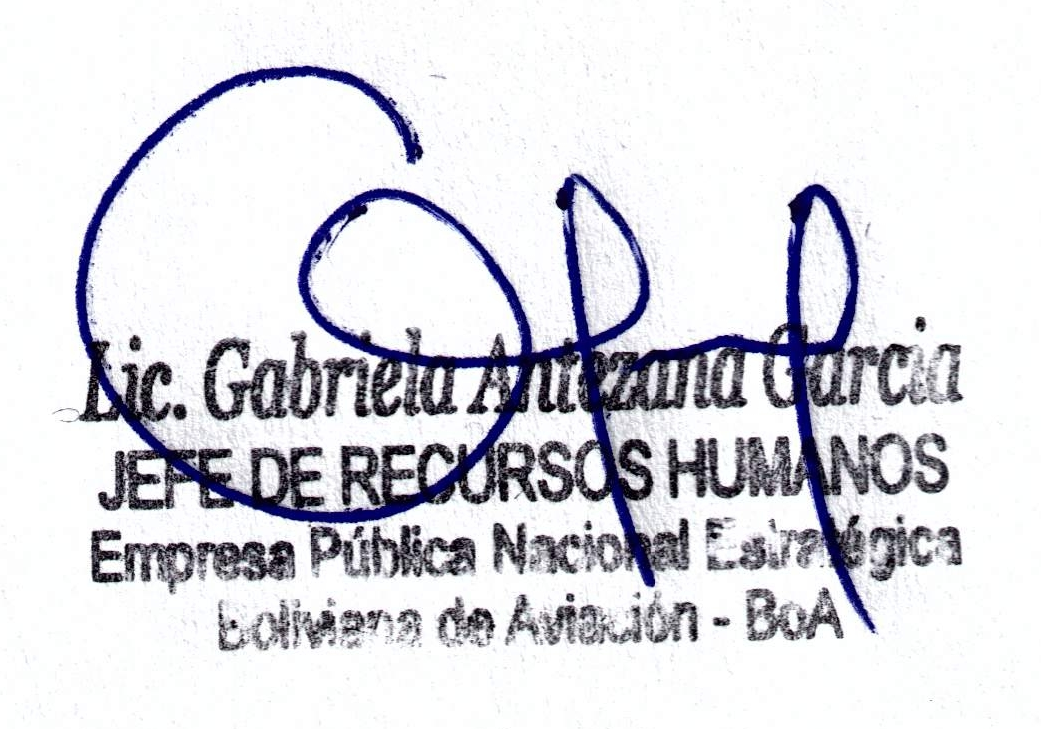 Lic. Gabriela Antezana Garcia
JEFE DE RECURSOS HUMANOS
Empresa Pública Nacional Estratégica
Boliviana de Aviación - BoA